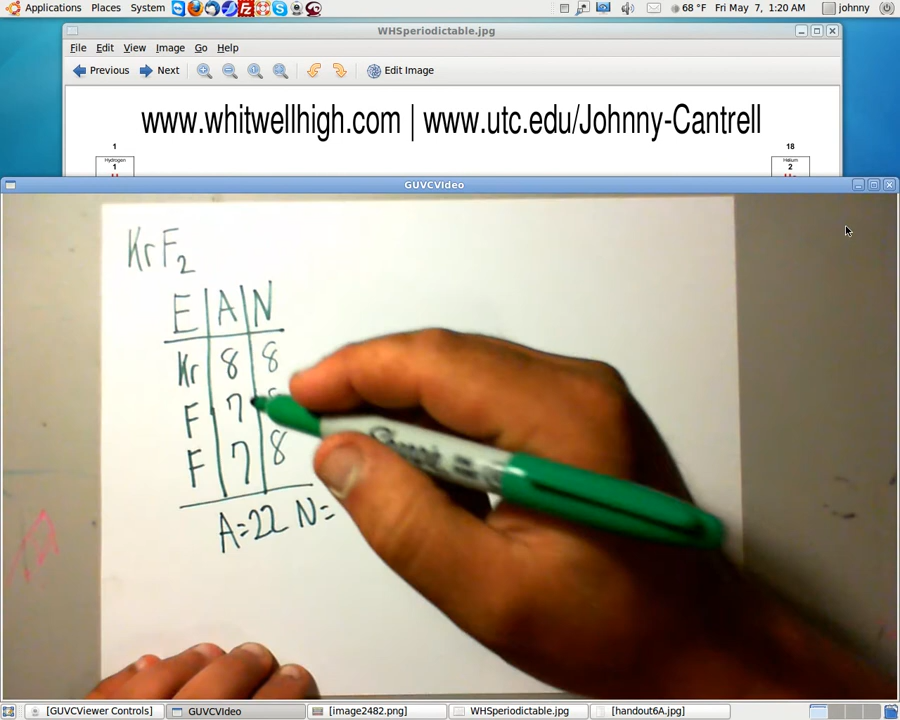 Applications Places System 68 °F Fri May 7, 1:20 AM johnny
WHSperiodictable.jpg
File Edit View Image Go Help
Previous Next Edit Image
www.whitwellhigh.com | www.utc.edu/Johnny-Cantrell
1 18
Hydrogen Helium
1 2
GUVCVideo
KrF2
E A N
Kr 8 8
F 7
F 7 8
A=22 N=
[GUVCViewer Controls] GUVCVIdeo [image2482.png] WHSperiodictable.jpg [handout6A.jpg]